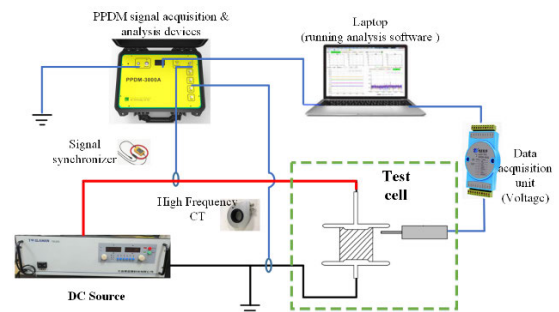 PPDM signal acquisition &
analysis devices
Laptop
(running analysis software )
PPDM-3000A
Signal
synchronizer
Test
cell
Data
acquisition
unit
(Voltage)
High Frequency
CT
DC Source